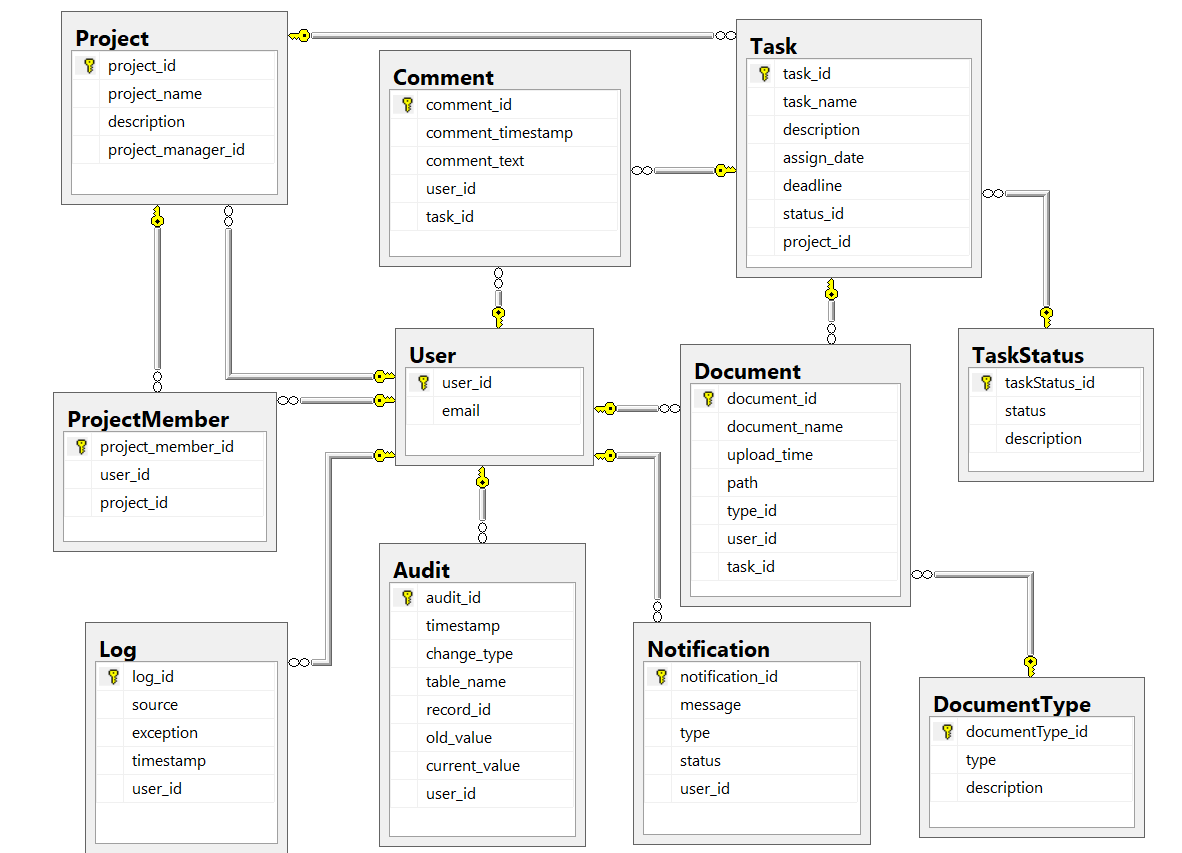 Project
project_id
project_name
description
project_manager_id
Comment
comment_id
comment_timestamp
comment_text
user_id
task_id
Task
task_id
task_name
description
assign_date
deadline
status_id
project_id
User
user_id
email
Document
document_id
document_name
upload_time
path
type_id
user_id
task_id
TaskStatus
taskStatus_id
status
description
ProjectMember
project_member_id
user_id
project_id
Log
log_id
source
exception
timestamp
user_id
Audit
audit_id
timestamp
change_type
table_name
record_id
old_value
current_value
user_id
Notification
notification_id
message
type
status
user_id
DocumentType
documentType_id
type
description